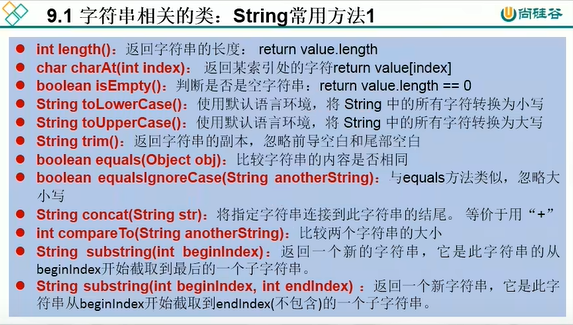 9.1 字符串相关的类：String常用方法1
尚硅谷
int length()：返回字符串的长度： return value.length
char charAt(int index)： 返回某索引处的字符return value[index]
boolean isEmpty()：判断是否是空字符串：return value.length == 0
String toLowerCase()：使用默认语言环境，将 String 中的所有字符转换为小写
String toUpperCase()：使用默认语言环境，将 String 中的所有字符转换为大写
String trim()：返回字符串的副本，忽略前导空白和尾部空白
boolean equals(Object obj)：比较字符串的内容是否相同
boolean equalsIgnoreCase(String anotherString)：与equals方法类似，忽略大
小写
String concat(String str)：将指定字符串连接到此字符串的结尾。 等价于用“+”
int compareTo(String anotherString)：比较两个字符串的大小
String substring(int beginIndex)：返回一个新的字符串，它是此字符串的从
beginIndex开始截取到最后的一个子字符串。
String substring(int beginIndex, int endIndex) ：返回一个新字符串，它是此字
符串从beginIndex开始截取到endIndex(不包含)的一个子字符串。